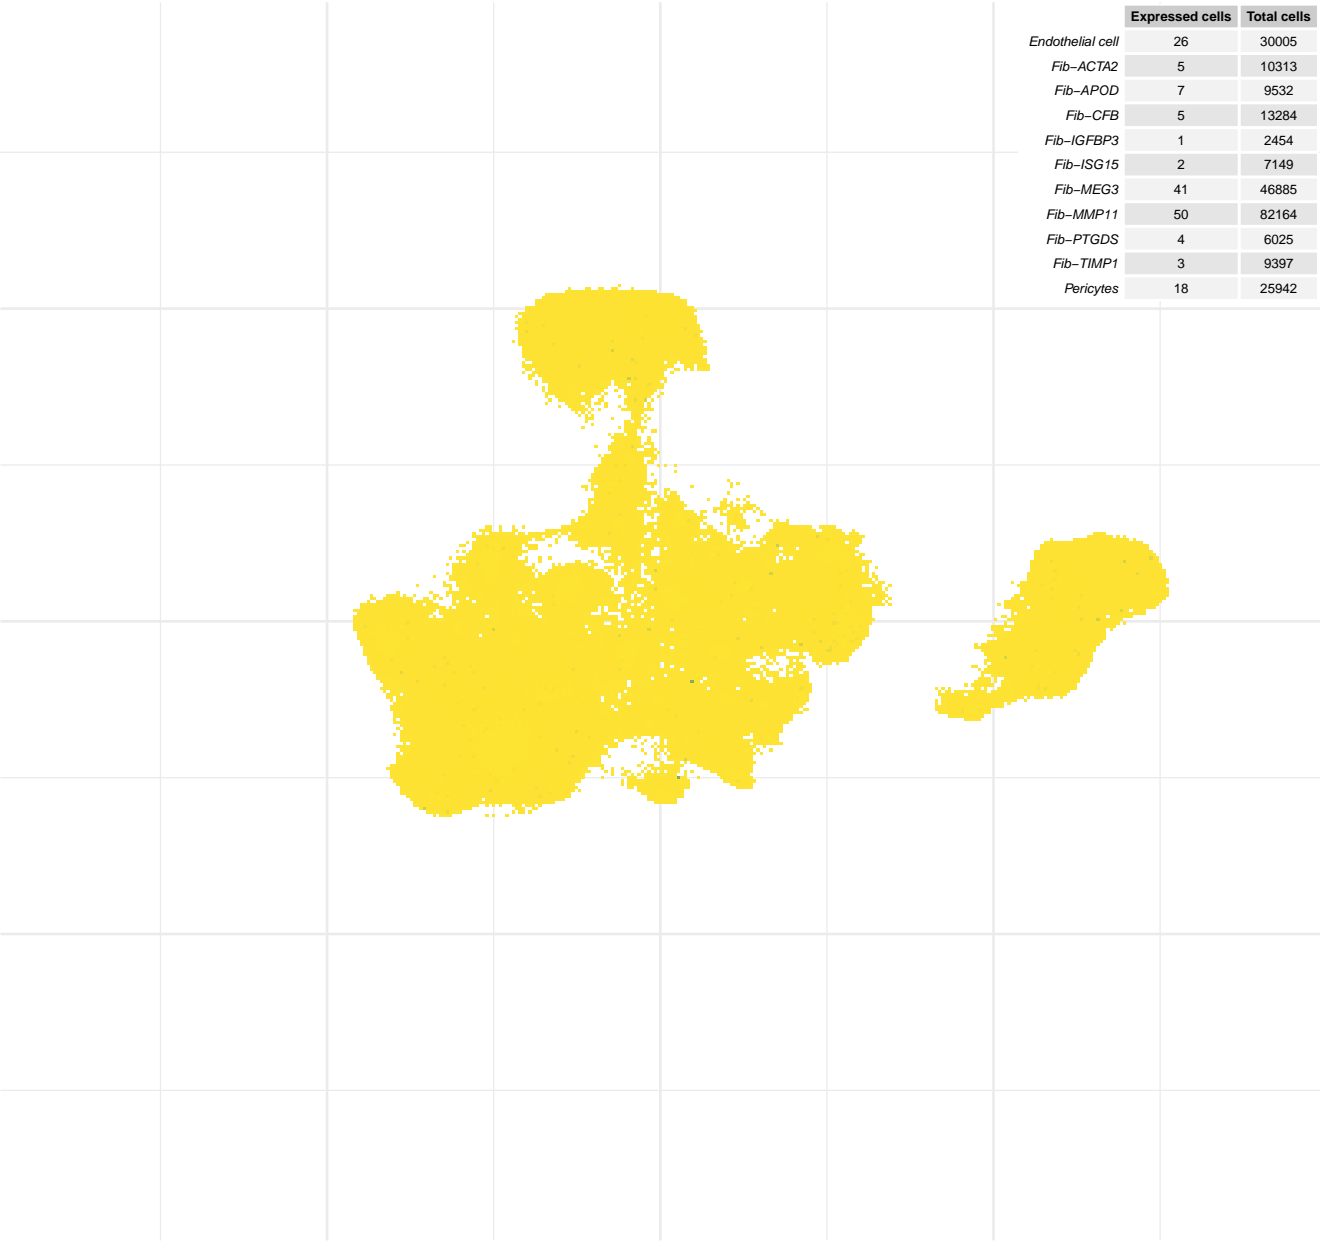 Expressed cells Total cells
Endothelial cell 26 30005
Fib−ACTA2 5 10313
Fib−APOD 7 9532
Fib−CFB 5 13284
Fib−IGFBP3 1 2454
Fib−ISG15 2 7149
Fib−MEG3 41 46885
Fib−MMP11 50 82164
Fib−PTGDS 4 6025
Fib−TIMP1 3 9397
Pericytes 18 25942